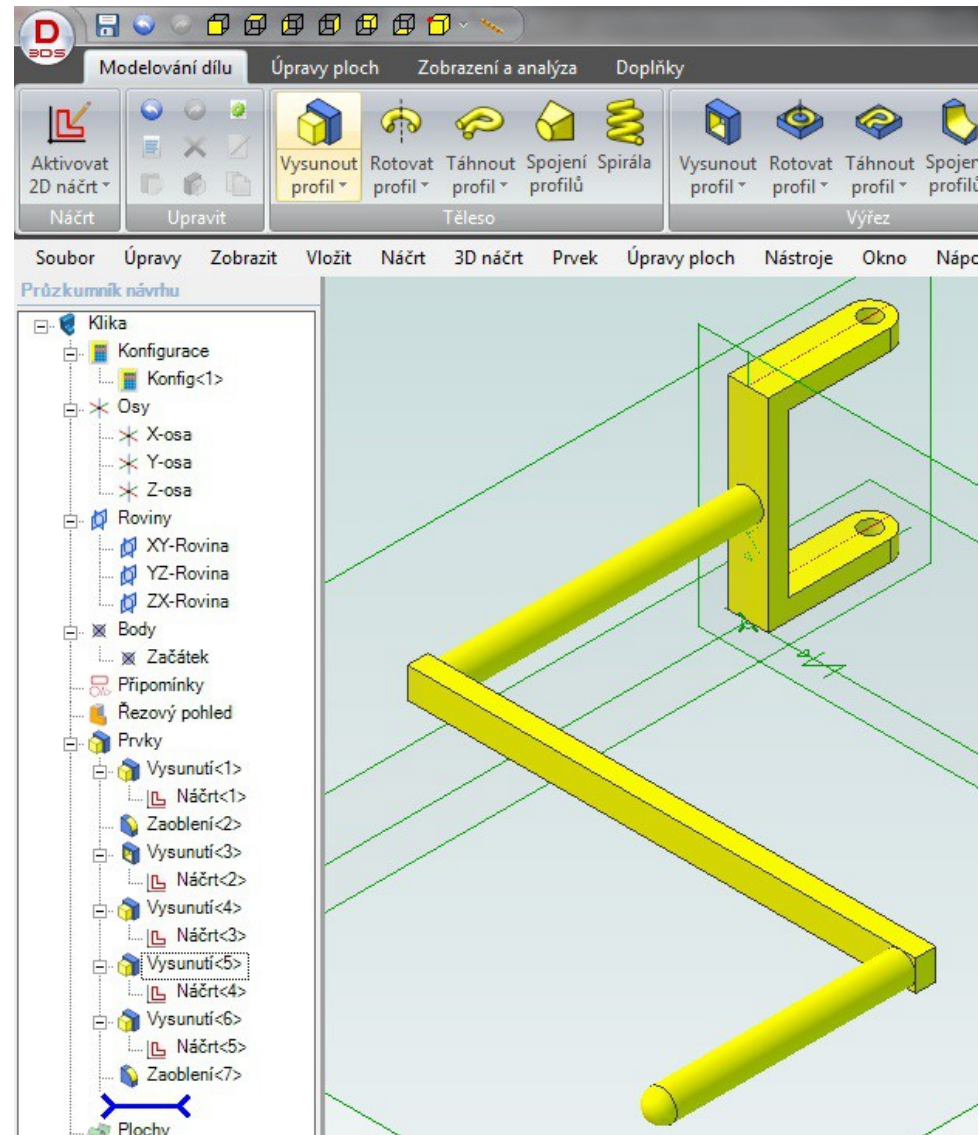 D
3DS
Modelování dílu Úpravy ploch Zobrazení a analýza Doplňky
Aktivovat Vysunout Rotovat Táhnout Spojení Spirála Vysunout Rotovat Táhnout Spojen
2D náčrt profil profil profil profilů profil profil profil profilů
Náčrt Upravit Těleso Výřez
Soubor Úpravy Zobrazit Vložit Náčrt 3D náčrt Prvek Úpravy ploch Nástroje Okno Nápo
Průzkumník návrhu
Klika
Konfigurace
Konfig<1>
Osy
X-osa
Y-osa
Z-osa
Roviny
XY-Rovina
YZ-Rovina
ZX-Rovina
Body
Začátek
Připomínky
Řezový pohled
Prvky
Vysunutí<1>
Náčrt<1>
Zaoblení<2>
Vysunutí<3>
Náčrt<2>
Vysunutí<4>
Náčrt<3>
Vysunutí<5>
Náčrt<4>
Vysunutí<6>
Náčrt<5>
Zaoblení<7>
Plochy